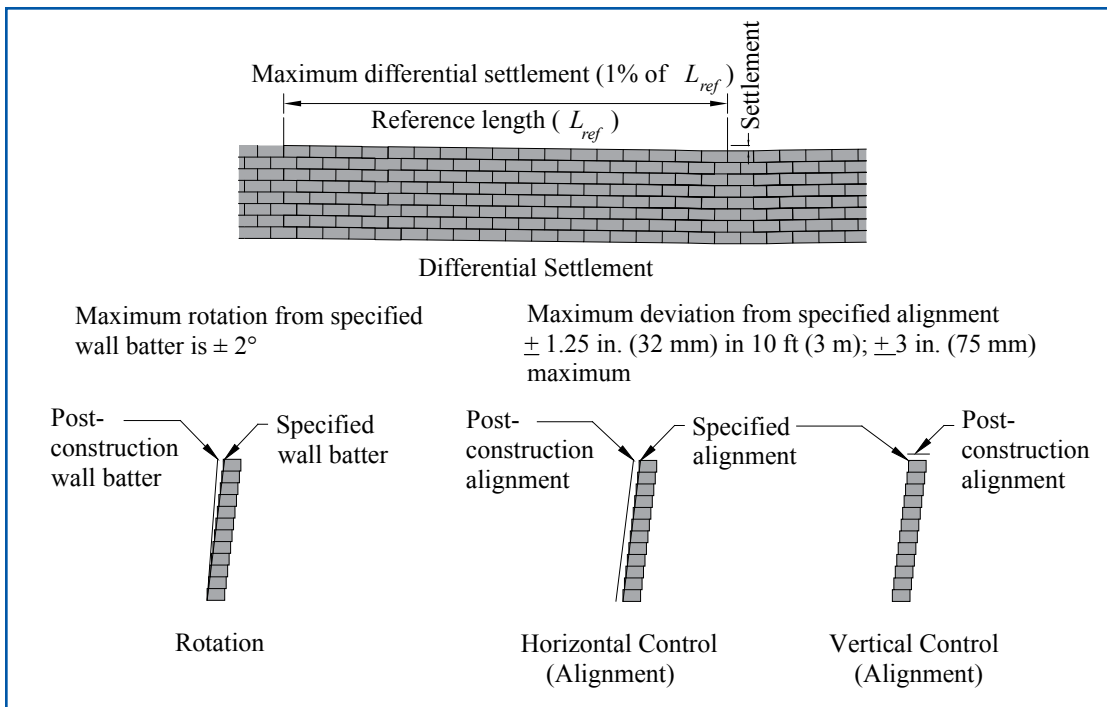 Maximum differential settlement (1% of L_ref)
Settlement
Reference length (L_ref)
Differential Settlement
Maximum rotation from specified
wall batter is ± 2°
Maximum deviation from specified alignment
± 1.25 in. (32 mm) in 10 ft (3 m); ± 3 in. (75 mm)
maximum
Post-
construction
wall batter
Specified
wall batter
Rotation
Post-
construction
alignment
Specified
alignment
Post-
construction
alignment
Horizontal Control
(Alignment)
Vertical Control
(Alignment)